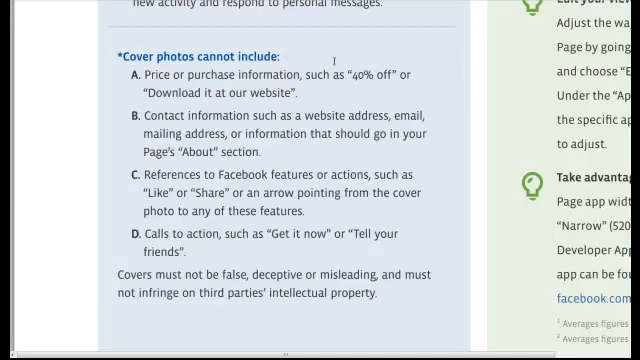 new activity and respond to personal messages.
*Cover photos cannot include:
A. Price or purchase information, such as “40% off” or
“Download it at our website”.
B. Contact information such as a website address, email,
mailing address, or information that should go in your
Page’s “About” section.
C. References to Facebook features or actions, such as
“Like” or “Share” or an arrow pointing from the cover
photo to any of these features.
D. Calls to action, such as “Get it now” or “Tell your
friends”.
Covers must not be false, deceptive or misleading, and must
not infringe on third parties’ intellectual property.
Adjust the wa
Page by going
and choose “E
Under the “Ap
the specific ap
to adjust.
Take advanta
Page app widt
“Narrow” (520
Developer App
app can be fo
facebook.com
1 Averages figures
2 Averages figures